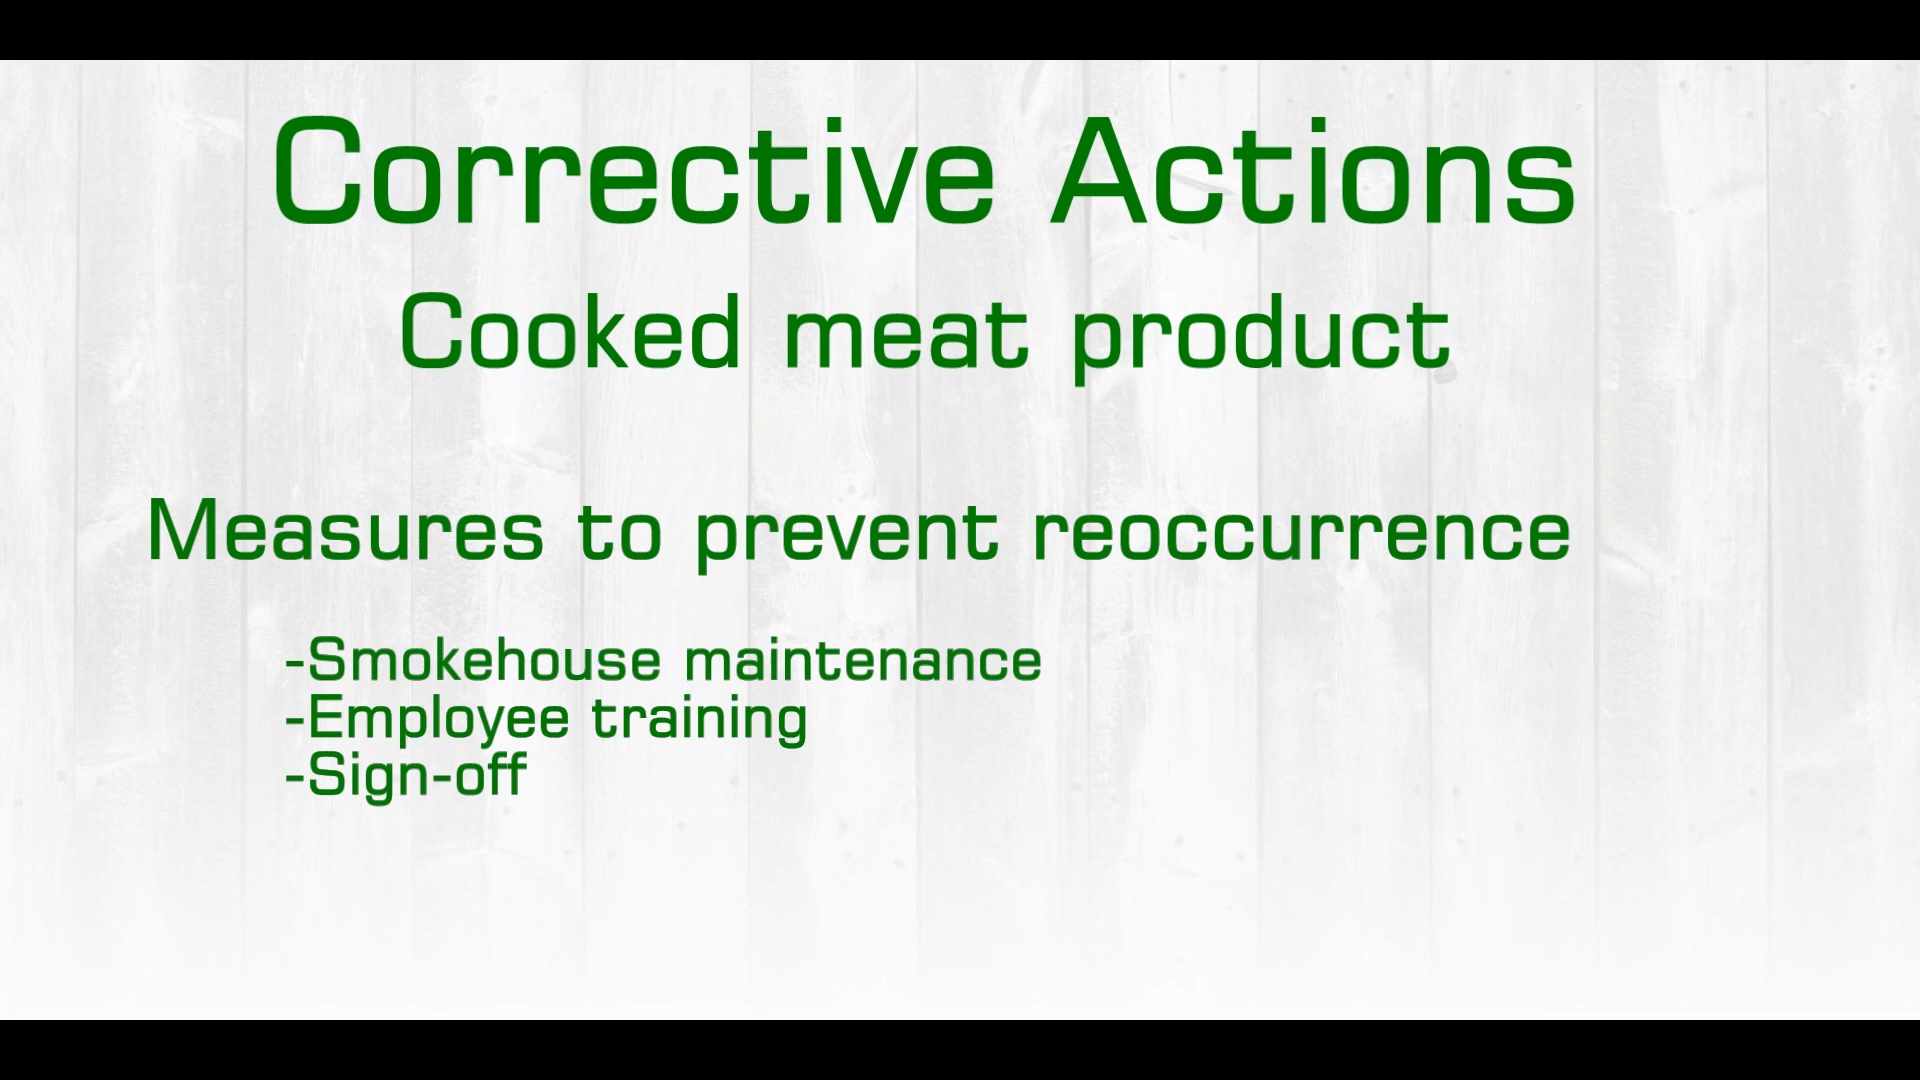 Corrective Actions
Cooked meat product
Measures to prevent reoccurrence
-Smokehouse maintenance
-Employee training
-Sign-off